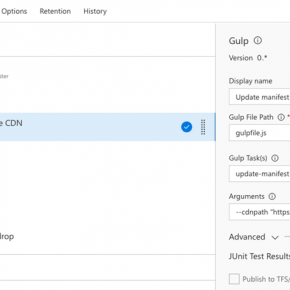 Options Retention History
ster
e CDN
drop
Gulp
Version 0.*
Display name
Update manifest
Gulp File Path *
gulpfile.js
Gulp Task(s)
update-manifest
Arguments
--cdnpath "https
Advanced
JUnit Test Results
Publish to TFS/